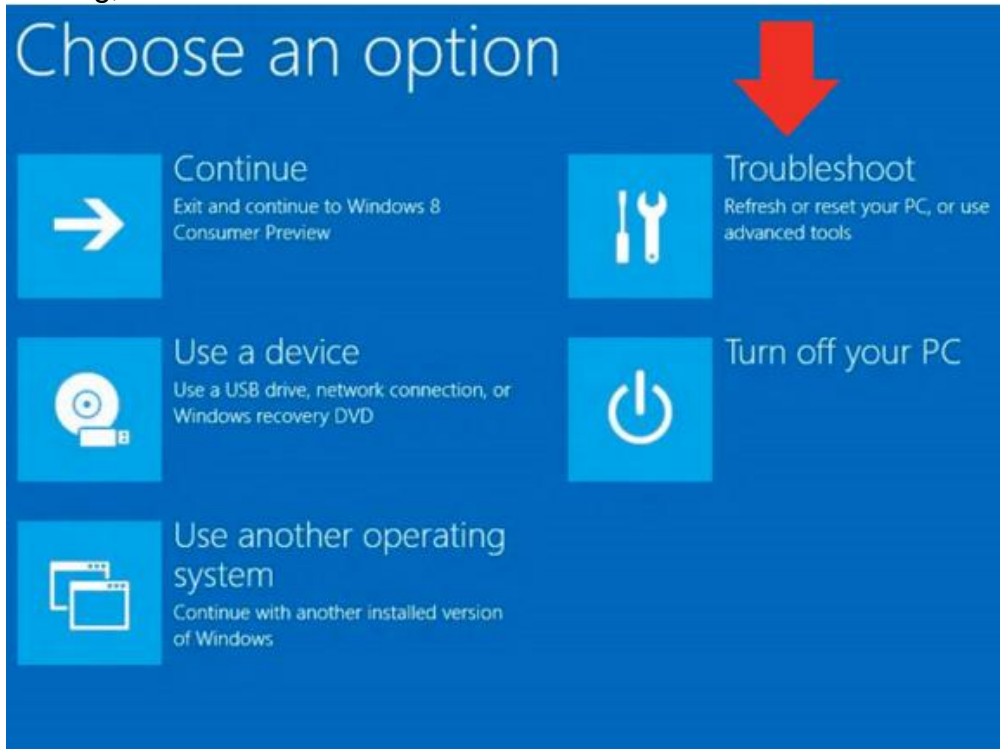 Choose an option
Continue
Exit and continue to Windows 8
Consumer Preview
Troubleshoot
Refresh or reset your PC, or use
advanced tools
Use a device
Use a USB drive, network connection, or
Windows recovery DVD
Turn off your PC
Use another operating
system
Continue with another installed version
of Windows